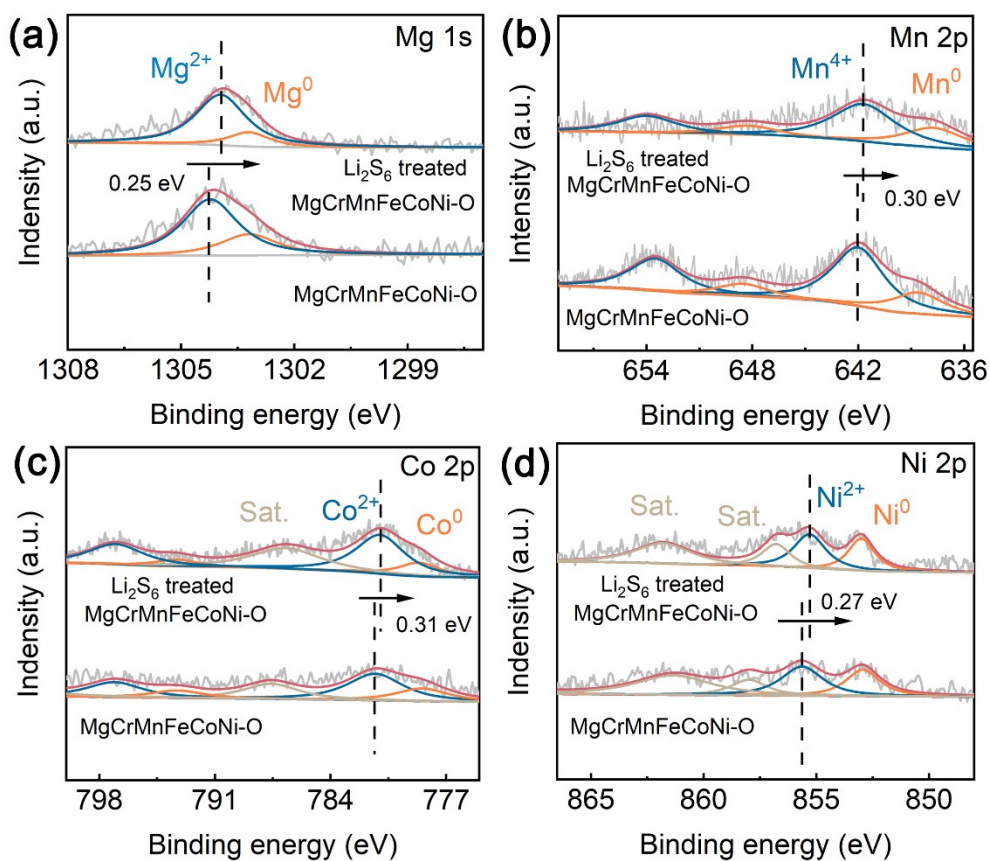 (a)
Mg 1s
Mg²⁺
Mg⁰
Li₂S₆ treated
MgCrMnFeCoNi-O
0.25 eV
MgCrMnFeCoNi-O
Indensity (a.u.)
1308 1305 1302 1299
Binding energy (eV)
(b)
Mn 2p
Mn⁴⁺
Mn⁰
Li₂S₆ treated
MgCrMnFeCoNi-O
0.30 eV
MgCrMnFeCoNi-O
Intensity (a.u.)
654 648 642 636
Binding energy (eV)
(c)
Co 2p
Sat.
Co²⁺
Co⁰
Li₂S₆ treated
MgCrMnFeCoNi-O
0.31 eV
MgCrMnFeCoNi-O
Indensity (a.u.)
798 791 784 777
Binding energy (eV)
(d)
Ni 2p
Sat.
Sat.
Ni²⁺
Ni⁰
Li₂S₆ treated
MgCrMnFeCoNi-O
0.27 eV
MgCrMnFeCoNi-O
Indensity (a.u.)
865 860 855 850
Binding energy (eV)